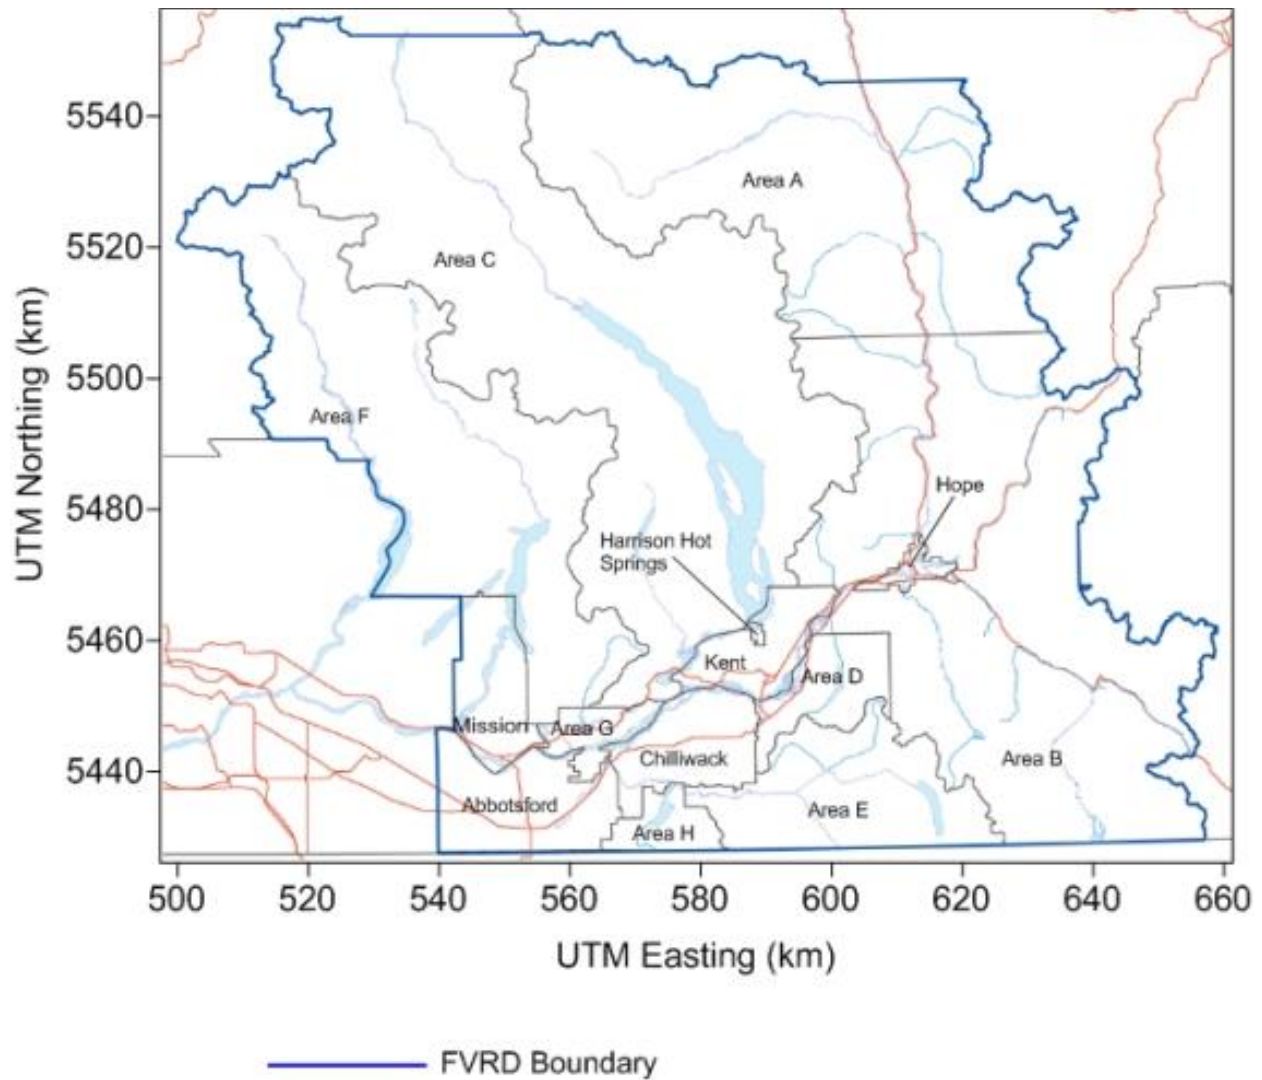 5540
Area A
5520
Area C
5500
Area F
5480
Hope
Harrison Hot
Springs
5460
Kent
Area D
Mission
Area G
Chilliwack
Area B
5440
Abbotsford
Area E
Area H
UTM Northing (km)
500 520 540 560 580 600 620 640 660
UTM Easting (km)
FVRD Boundary